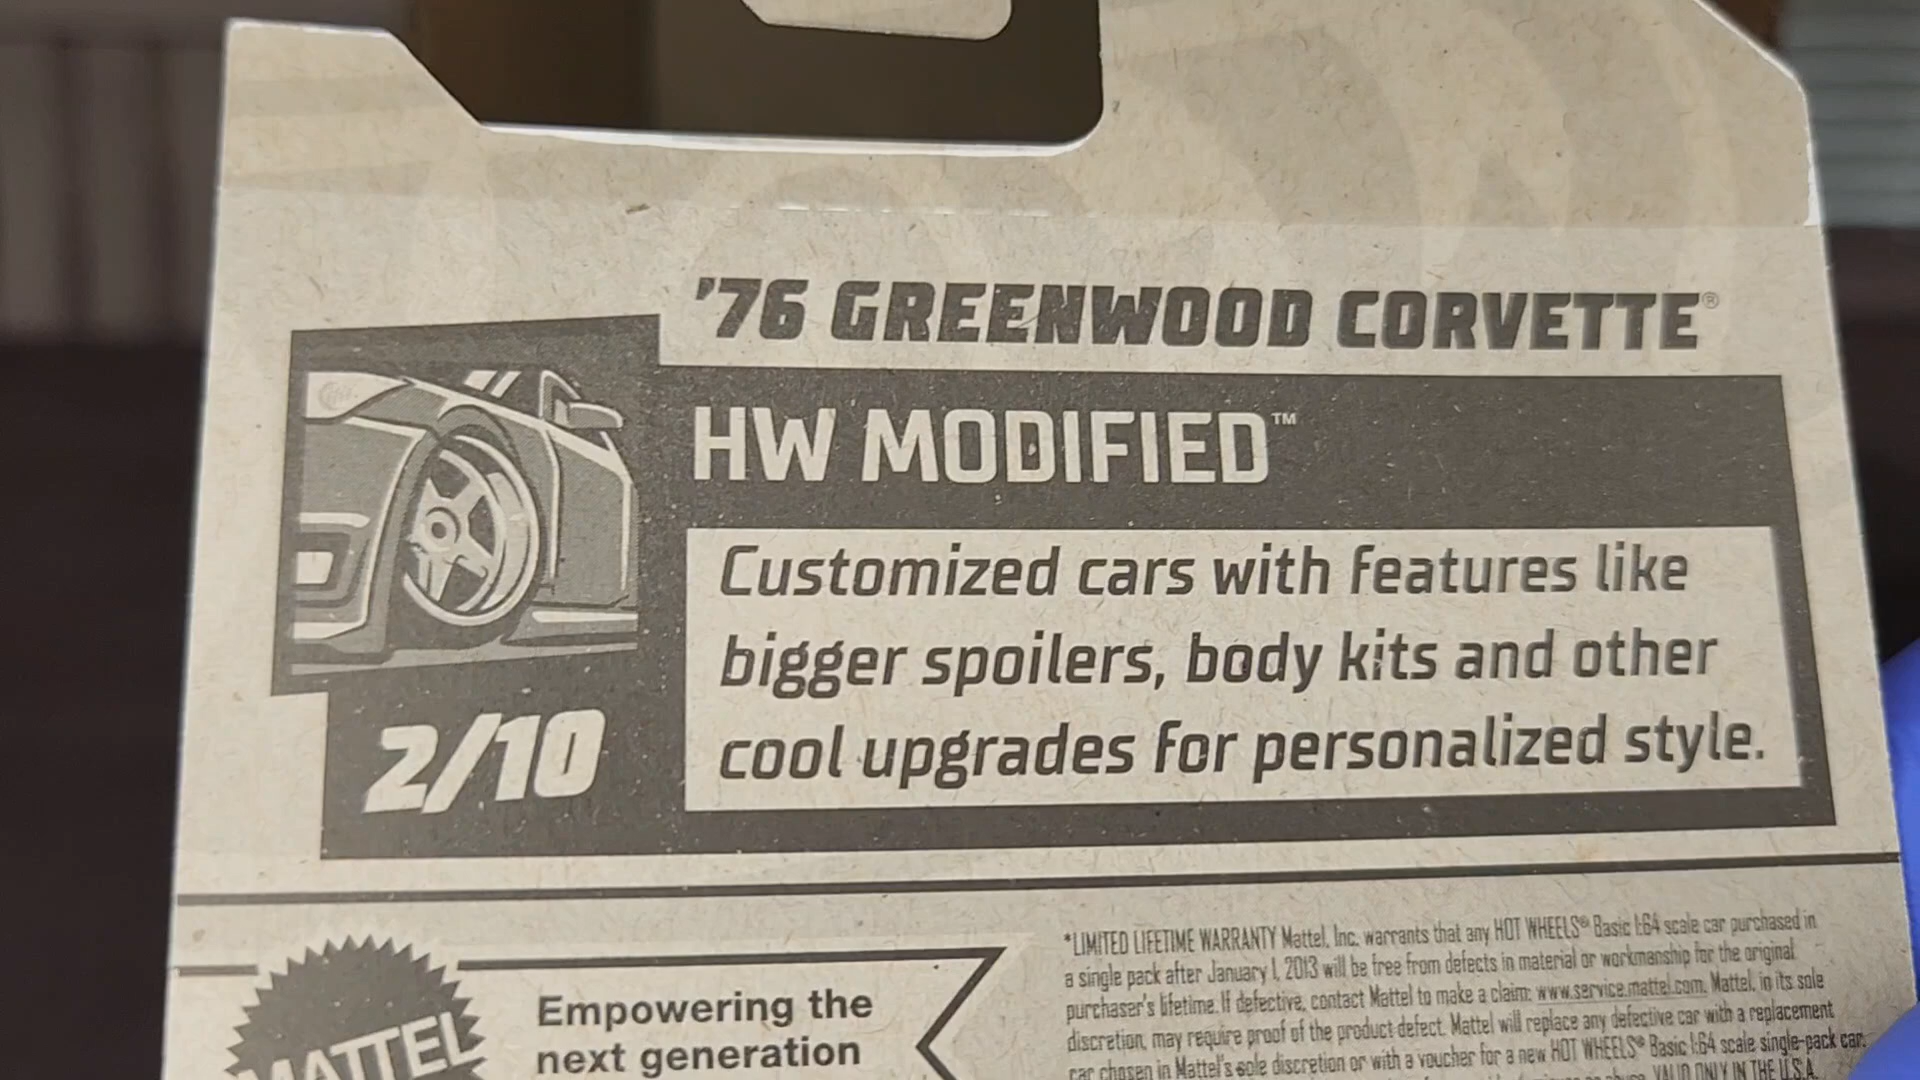 '76 GREENWOOD CORVETTE®
HW MODIFIED™
Customized cars with features like
bigger spoilers, body kits and other
cool upgrades for personalized style.
2/10
MATTEL
Empowering the
next generation
*LIMITED LIFETIME WARRANTY Mattel, Inc. warrants that any HOT WHEELS® Basic 1:64 scale car purchased in
a single pack after January 1, 2013 will be free from defects in material or workmanship for the original
purchaser's lifetime. If defective, contact Mattel to make a claim: www.service.mattel.com. Mattel, in its sole
discretion, may require proof of the product defect. Mattel will replace any defective car with a replacement
car chosen in Mattel's sole discretion or with a voucher for a new HOT WHEELS® Basic 1:64 scale single-pack car.
VALID ONLY IN THE U.S.A.